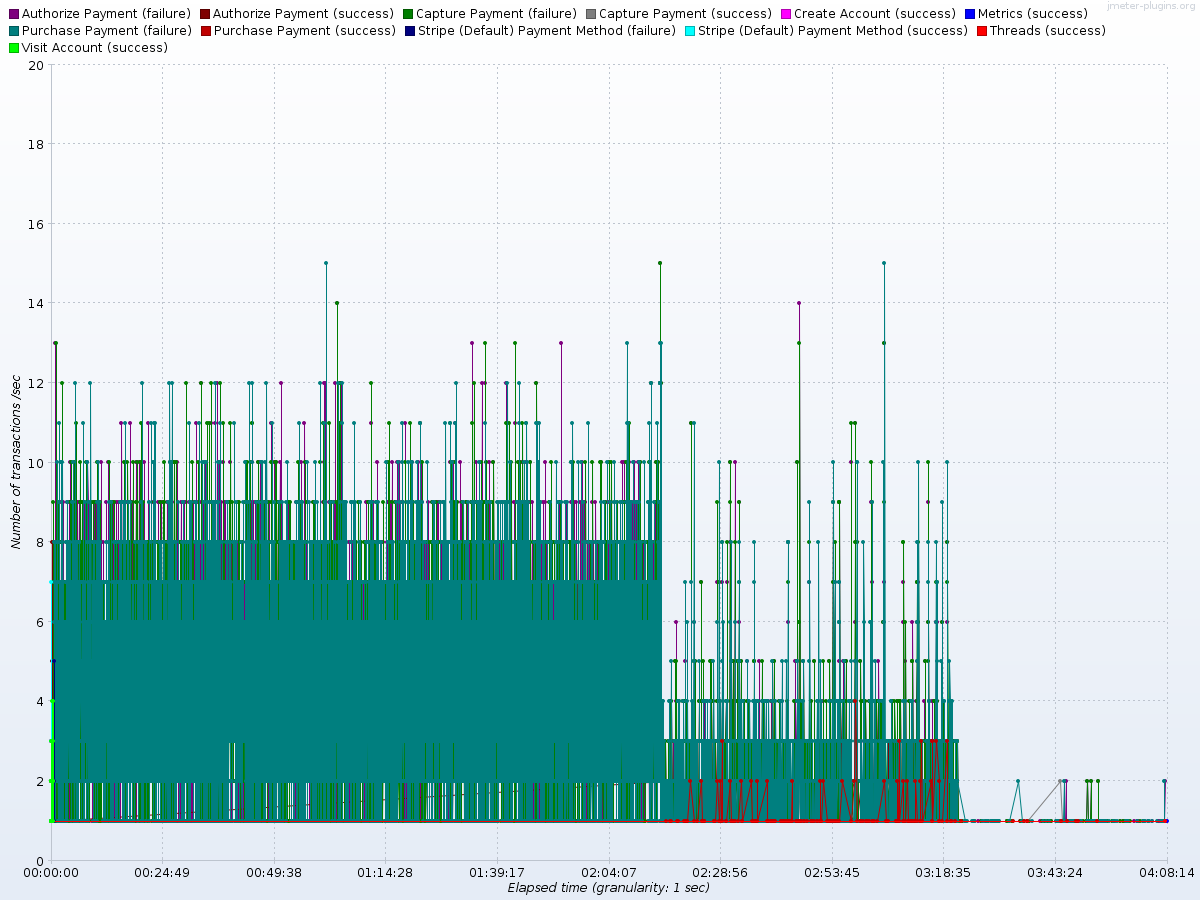 jmeter-plugins.org
Authorize Payment (failure) Authorize Payment (success) Capture Payment (failure) Capture Payment (success) Create Account (success) Metrics (success)
Purchase Payment (failure) Purchase Payment (success) Stripe (Default) Payment Method (failure) Stripe (Default) Payment Method (success) Threads (success)
Visit Account (success)
20
18
16
14
12
10
8
6
4
2
0
Number of transactions /sec
00:00:00 00:24:49 00:49:38 01:14:28 01:39:17 02:04:07 02:28:56 02:53:45 03:18:35 03:43:24 04:08:14
Elapsed time (granularity: 1 sec)